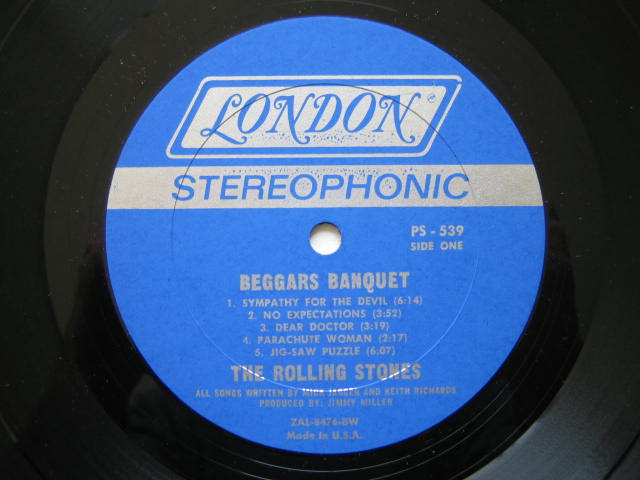 LONDON
STEREOPHONIC
PS - 539
SIDE ONE
BEGGARS BANQUET
1. SYMPATHY FOR THE DEVIL (6:14)
2. NO EXPECTATIONS (3:52)
3. DEAR DOCTOR (3:19)
4. PARACHUTE WOMAN (2:17)
5. JIG-SAW PUZZLE (6:07)
THE ROLLING STONES
ALL SONGS WRITTEN BY MICK JAGGER AND KEITH RICHARDS
PRODUCED BY: JIMMY MILLER
ZAL-8476-BW
Made in U.S.A.